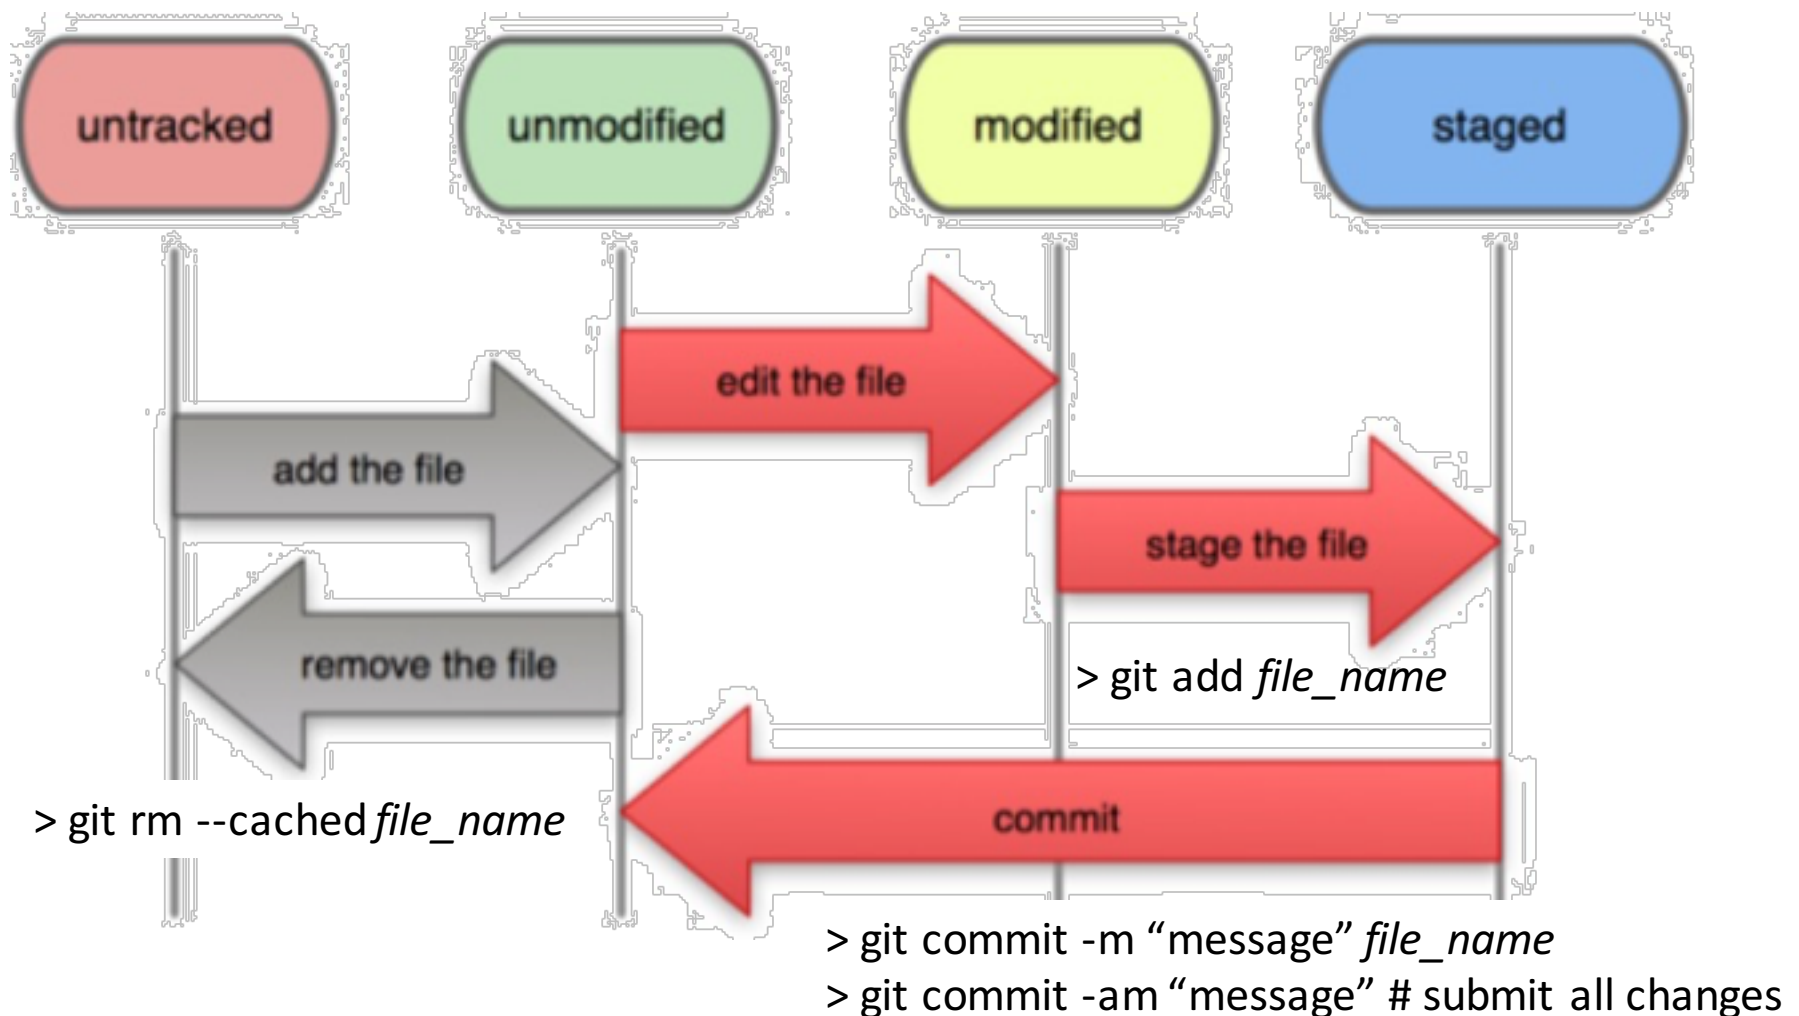 untracked
unmodified
modified
staged
edit the file
add the file
stage the file
remove the file
> git add file_name
commit
> git rm --cached file_name
> git commit -m “message” file_name
> git commit -am “message” # submit all changes